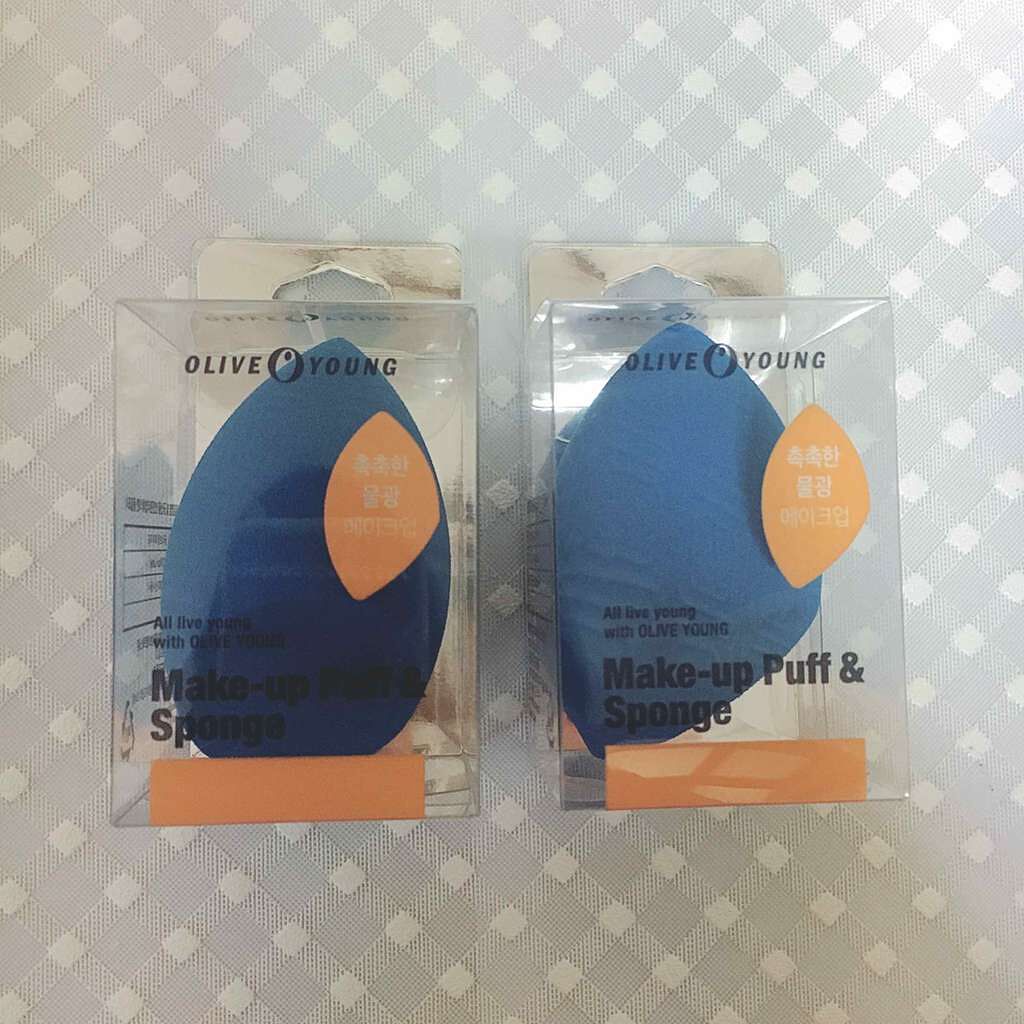 OLIVE YOUNG
촉촉한
물광
메이크업
All live young
with OLIVE YOUNG
Make-up Puff &
Sponge
OLIVE YOUNG
촉촉한
물광
메이크업
All live young
with OLIVE YOUNG
Make-up Puff &
Sponge